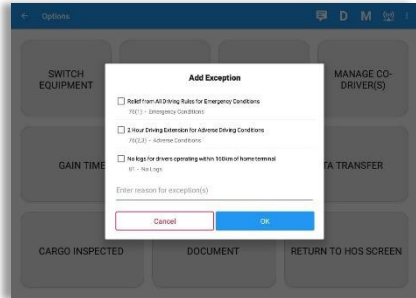 Options
D M
SWITCH EQUIPMENT
MANAGE CO-
DRIVER(S)
Add Exception
Relief from All Driving Rules for Emergency Conditions
76(1) - Emergency Conditions
2 Hour Driving Extension for Adverse Driving Conditions
76(2,3) - Adverse Conditions
No logs for drivers operating within 160km of home terminal
81 - No Logs
Enter reason for exception(s)
Cancel
OK
GAIN TIME
TA TRANSFER
CARGO INSPECTED
DOCUMENT
RETURN TO HOS SCREEN